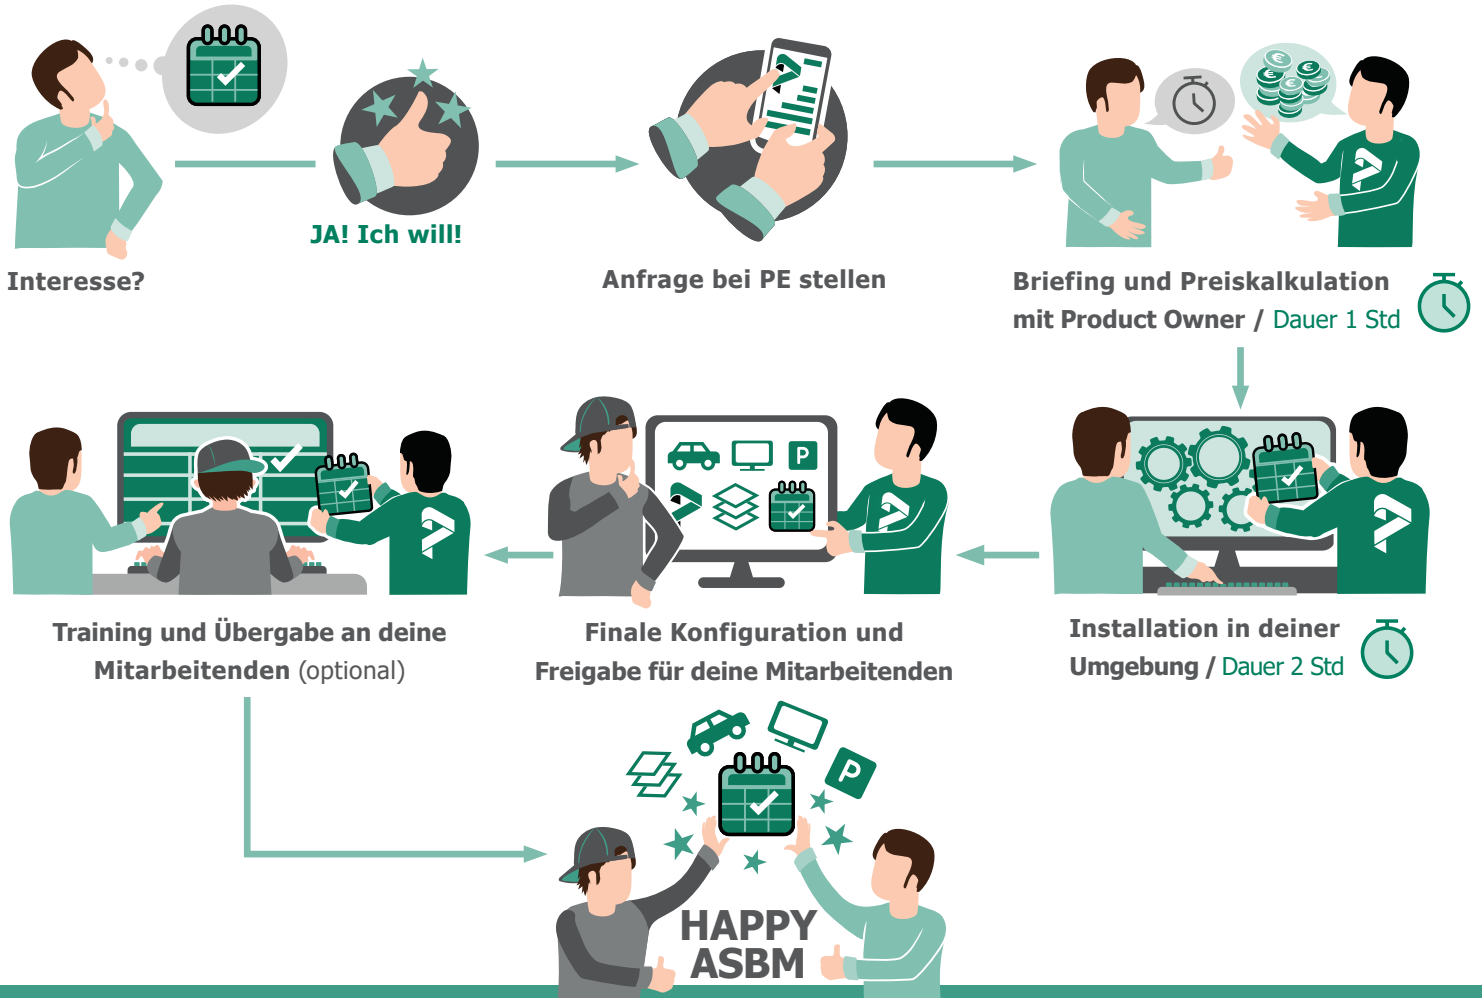 Interesse?
JA! Ich will!
Anfrage bei PE stellen
Briefing und Preiskalkulation
mit Product Owner / Dauer 1 Std
Installation in deiner
Umgebung / Dauer 2 Std
P
Finale Konfiguration und
Freigabe für deine Mitarbeitenden
Training und Übergabe an deine
Mitarbeitenden (optional)
P
HAPPY
ASBM